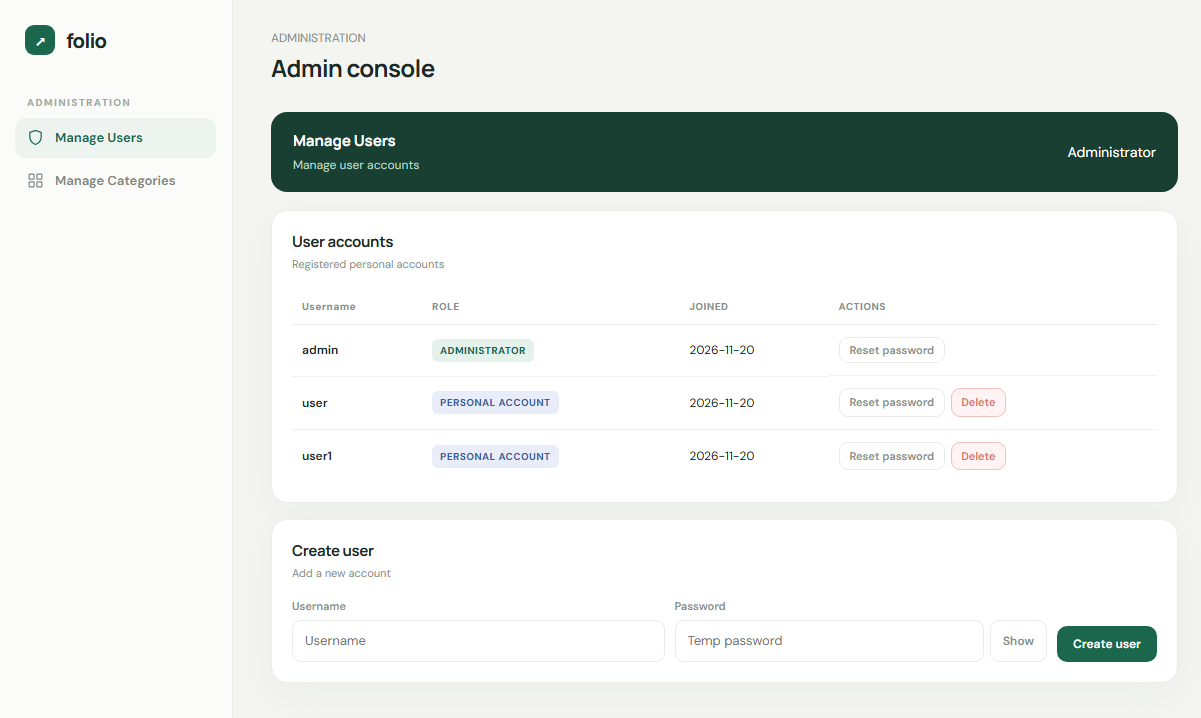 folio
ADMINISTRATION
Manage Users
Manage Categories
ADMINISTRATION
Admin console
Manage Users
Manage user accounts
Administrator
User accounts
Registered personal accounts
Username ROLE JOINED ACTIONS
admin ADMINISTRATOR 2026-11-20 Reset password
user PERSONAL ACCOUNT 2026-11-20 Reset password Delete
user1 PERSONAL ACCOUNT 2026-11-20 Reset password Delete
Create user
Add a new account
Username Password
Username Temp password Show Create user